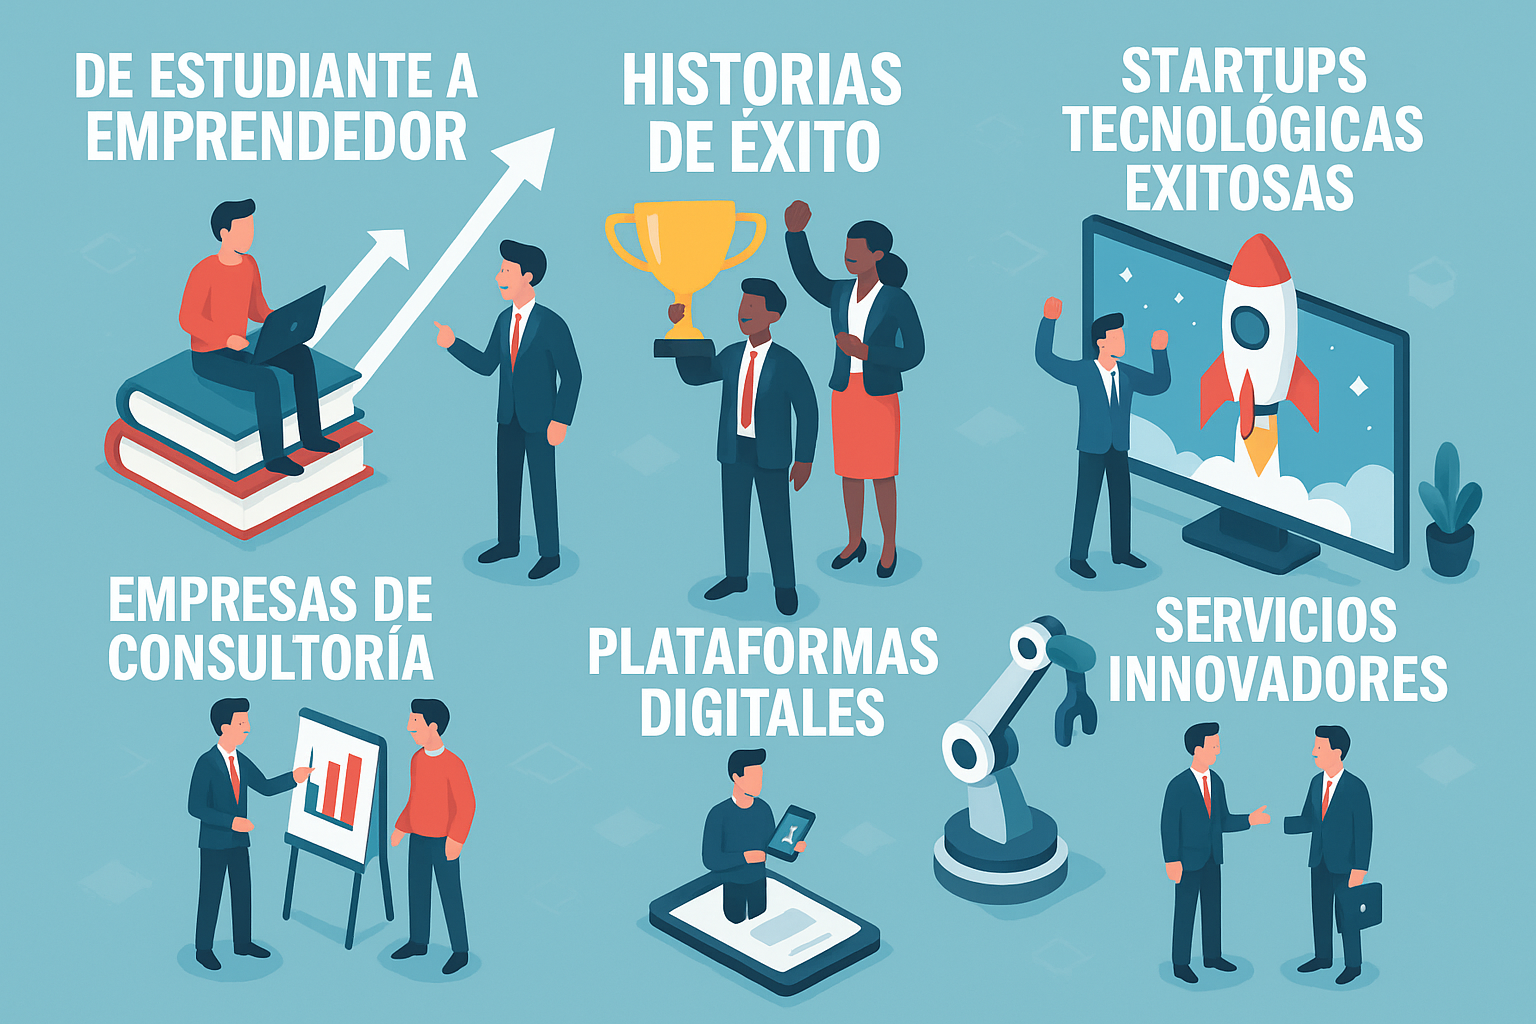 DE ESTUDIANTE A
EMPRENDEDOR
HISTORIAS
DE ÉXITO
STARTUPS
TECNOLÓGICAS
EXITOSAS
EMPRESAS DE
CONSULTORÍA
PLATAFORMAS
DIGITALES
SERVICIOS
INNOVADORES